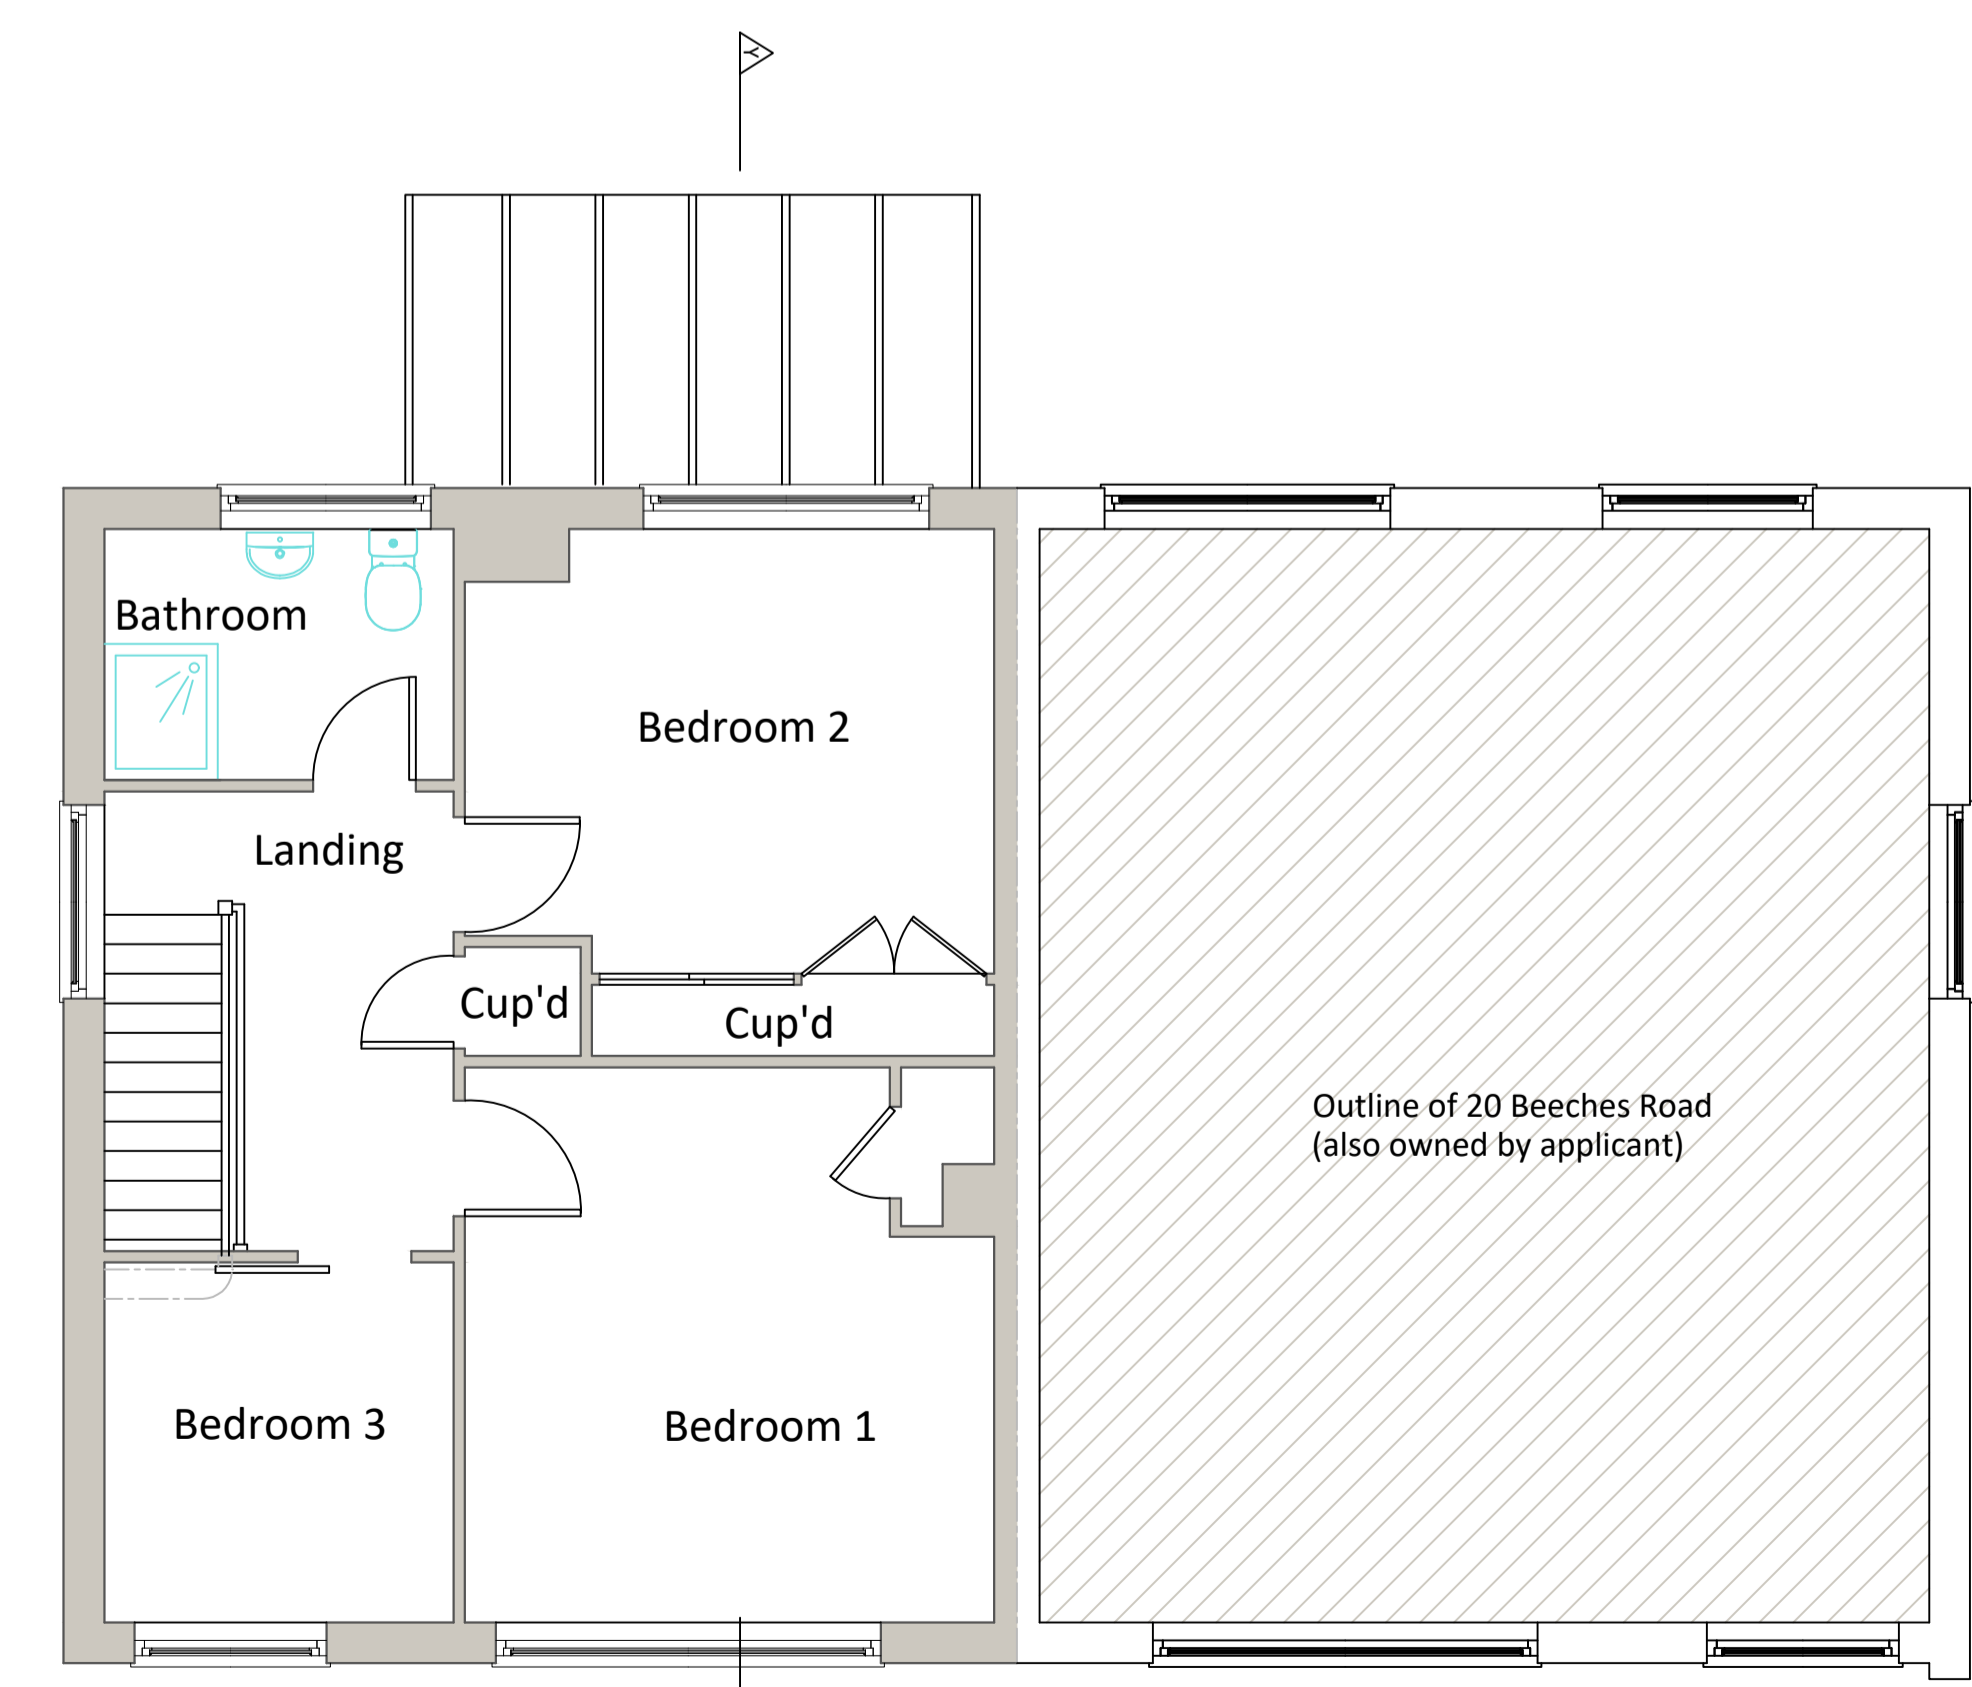 Y
Bathroom
Bedroom 2
Landing
Cup'd
Cup'd
Outline of 20 Beeches Road
(also owned by applicant)
Bedroom 3
Bedroom 1